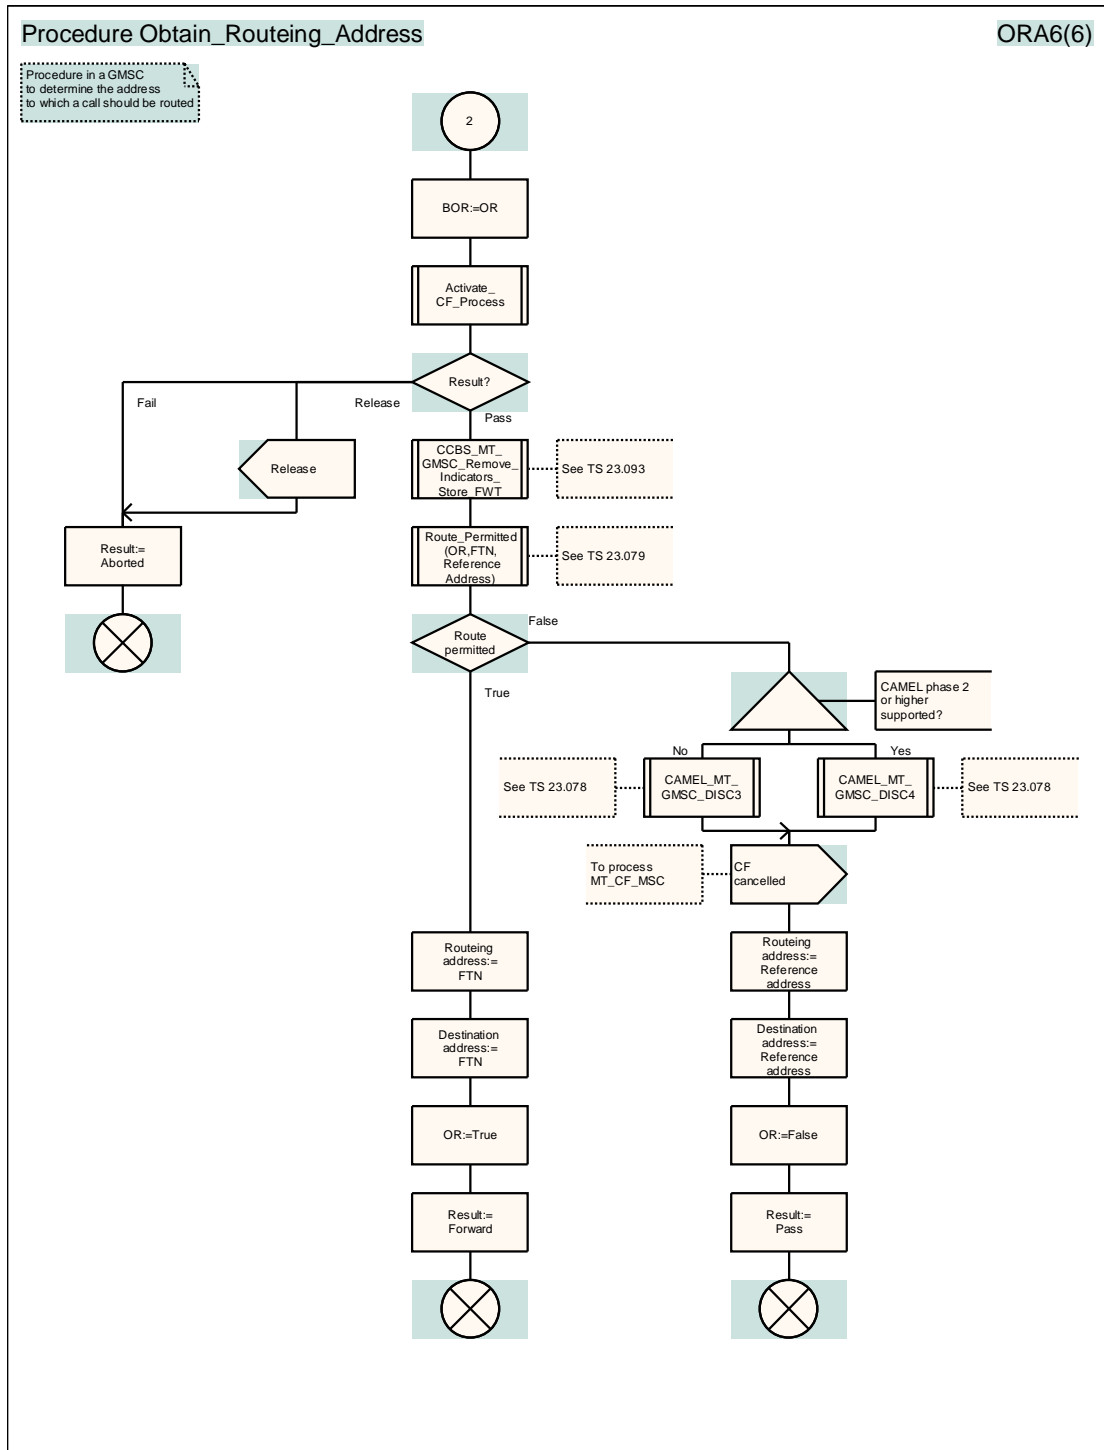 Procedure Obtain_Routeing_Address
ORA6(6)
Procedure in a GMSC
to determine the address
to which a call should be routed
2
BOR:=OR
Activate_
CF_Process
Result?
Fail
Release
Pass
Release
CCBS_MT_
GMSC_Remove_
Indicators_
Store_FWT
See TS 23.093
Result:=
Aborted
Route_Permitted
(OR,FTN,
Reference
Address)
See TS 23.079
Route
permitted
False
True
CAMEL phase 2
or higher
supported?
No
Yes
See TS 23.078
CAMEL_MT_
GMSC_DISC3
CAMEL_MT_
GMSC_DISC4
See TS 23.078
To process
MT_CF_MSC
CF
cancelled
Routeing
address:=
FTN
Routeing
address:=
Reference
address
Destination
address:=
FTN
Destination
address:=
Reference
address
OR:=True
OR:=False
Result:=
Forward
Result:=
Pass